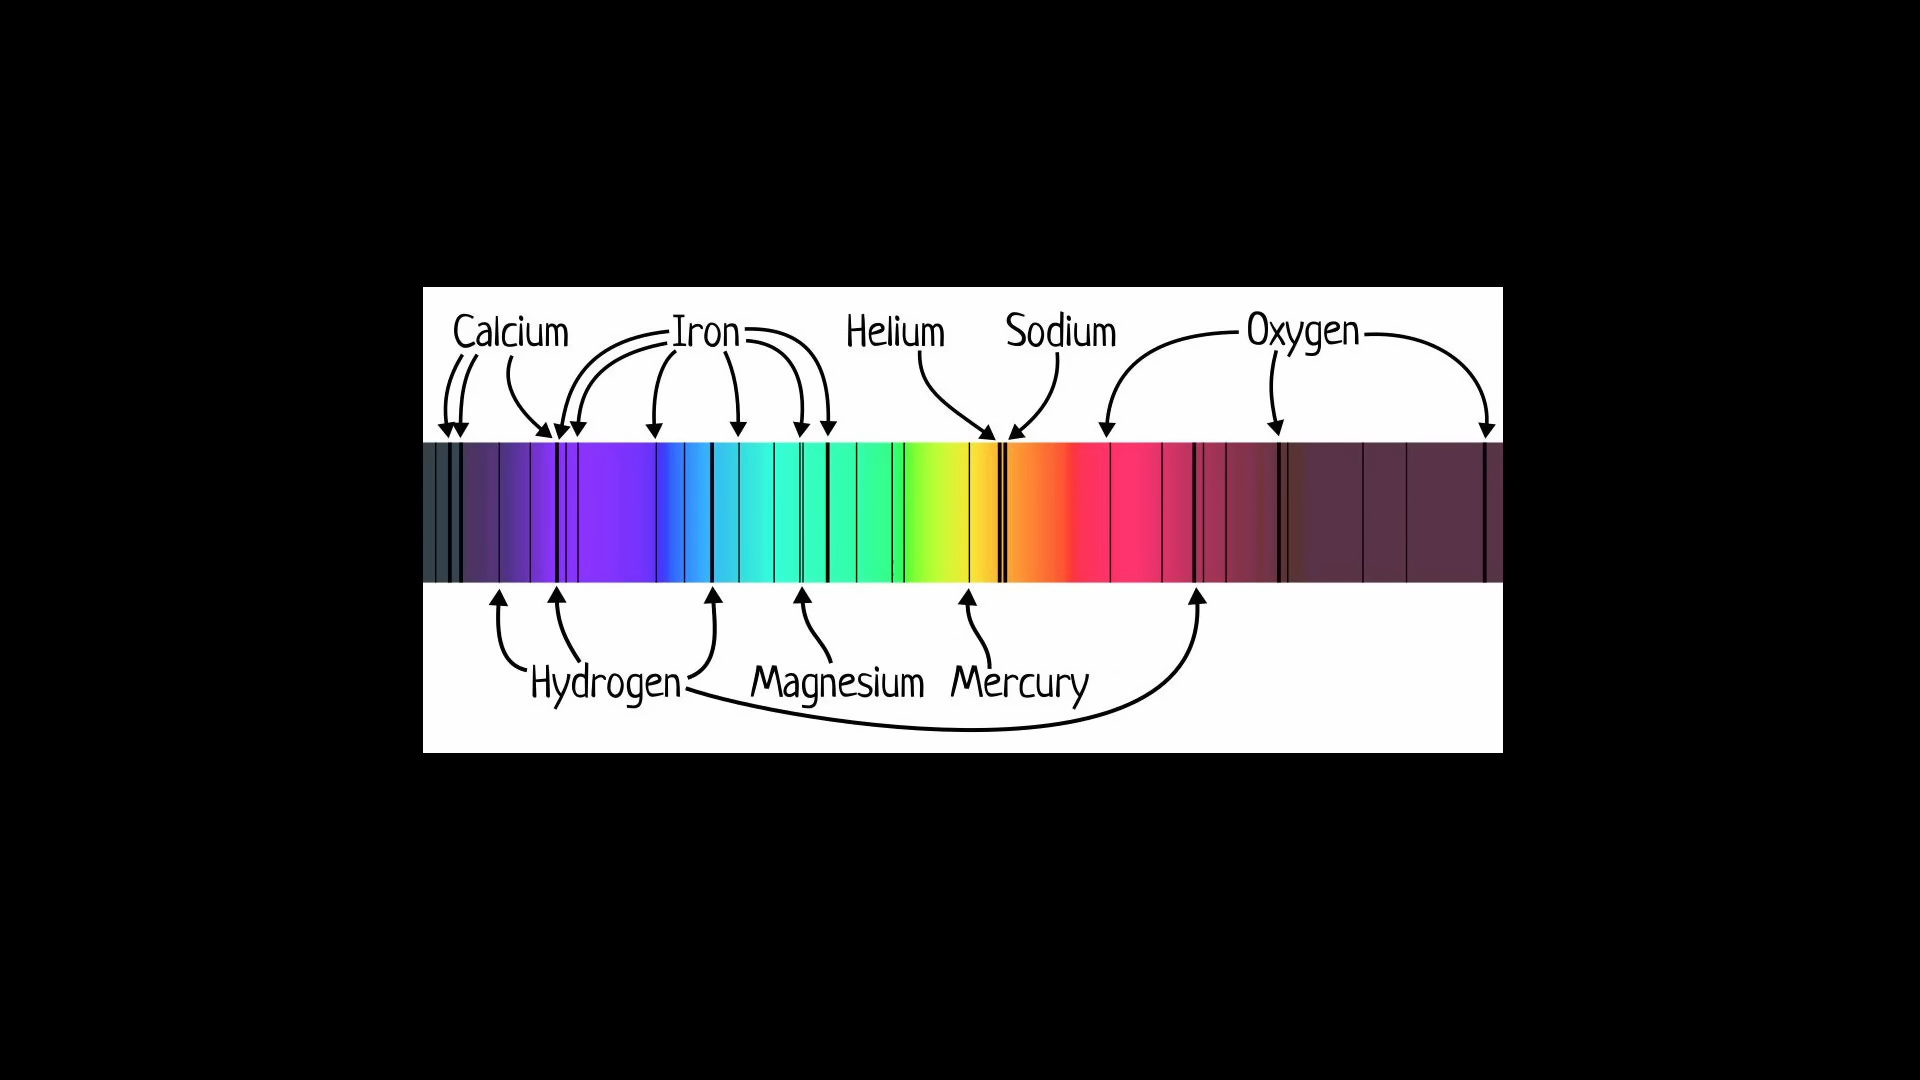 Calcium
Iron
Helium
Sodium
Oxygen
Hydrogen
Magnesium
Mercury